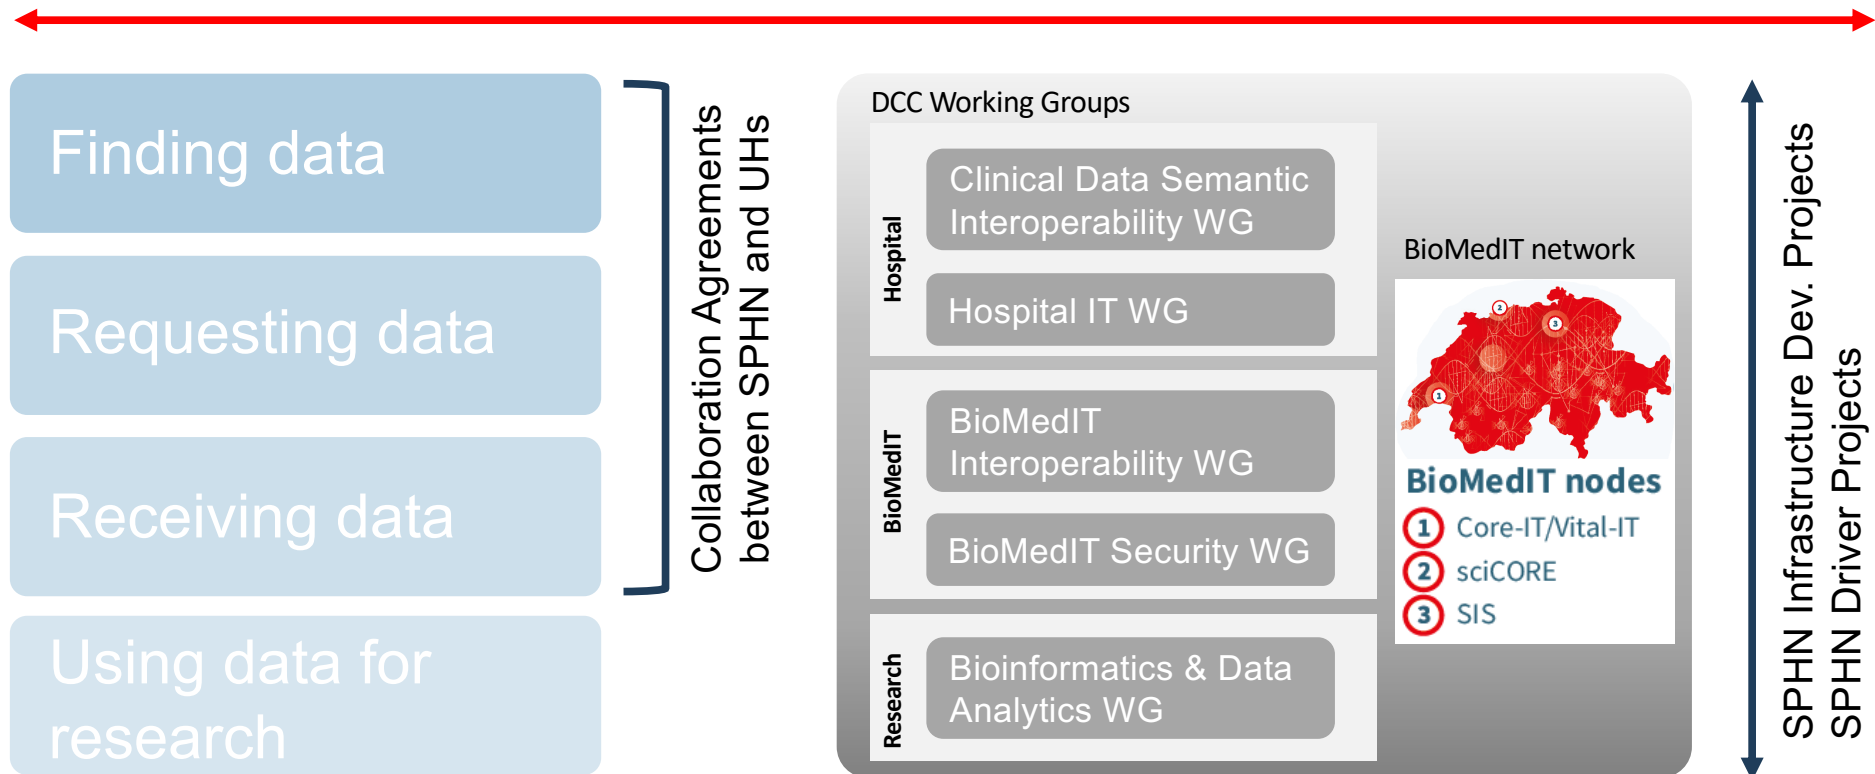 Finding data
Requesting data
Receiving data
Using data for
research
Collaboration Agreements
between SPHN and UHs
DCC Working Groups
Hospital
Clinical Data Semantic
Interoperability WG
Hospital IT WG
BioMedIT
BioMedIT
Interoperability WG
BioMedIT Security WG
Research
Bioinformatics & Data
Analytics WG
BioMedIT network
2
3
1
BioMedIT nodes
1 Core-IT/Vital-IT
2 sciCORE
3 SIS
SPHN Infrastructure Dev. Projects
SPHN Driver Projects